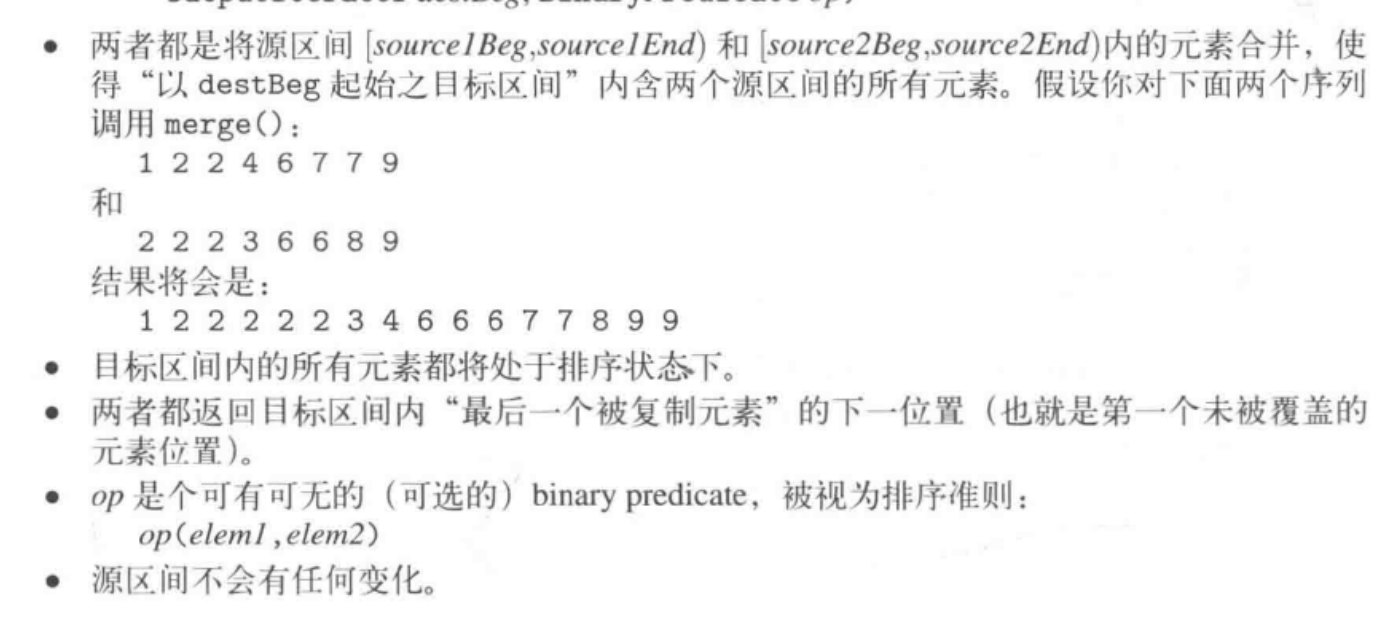 • 两者都是将源区间 [source1Beg,source1End) 和 [source2Beg,source2End)内的元素合并，使
得“以 destBeg 起始之目标区间”内含两个源区间的所有元素。假设你对下面两个序列
调用 merge()：
1 2 2 4 6 7 7 9
和
2 2 2 3 6 6 8 9
结果将会是：
1 2 2 2 2 2 3 4 6 6 6 7 7 8 9 9
• 目标区间内的所有元素都将处于排序状态下。
• 两者都返回目标区间内“最后一个被复制元素”的下一位置（也就是第一个未被覆盖的
元素位置）。
• op 是个可有可无的（可选的）binary predicate，被视为排序准则：
op(elem1,elem2)
• 源区间不会有任何变化。